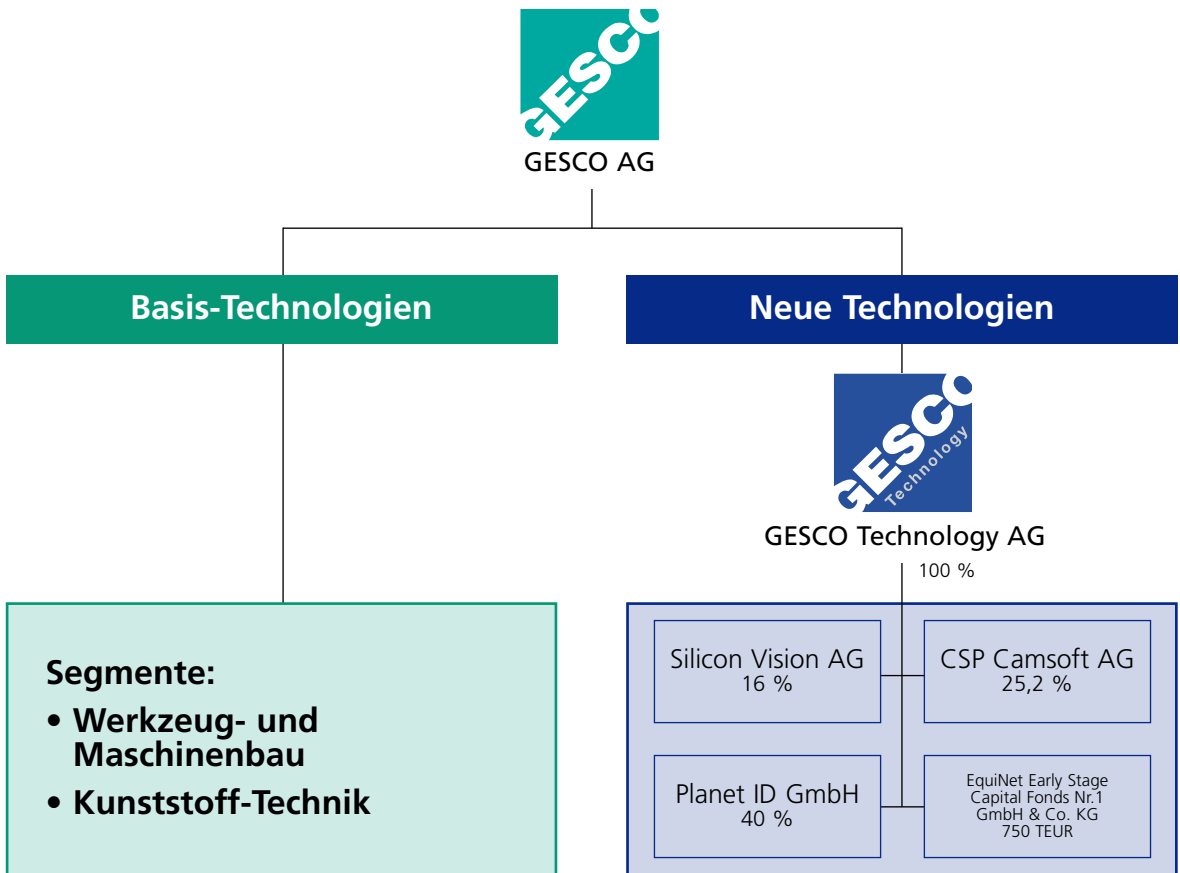 GESCO
GESCO AG
Basis-Technologien
Neue Technologien
GESCO
Technology
GESCO Technology AG
100 %
Segmente:
• Werkzeug- und
Maschinenbau
• Kunststoff-Technik
Silicon Vision AG
16 %
CSP Camsoft AG
25,2 %
Planet ID GmbH
40 %
EquiNet Early Stage
Capital Fonds Nr.1
GmbH & Co. KG
750 TEUR